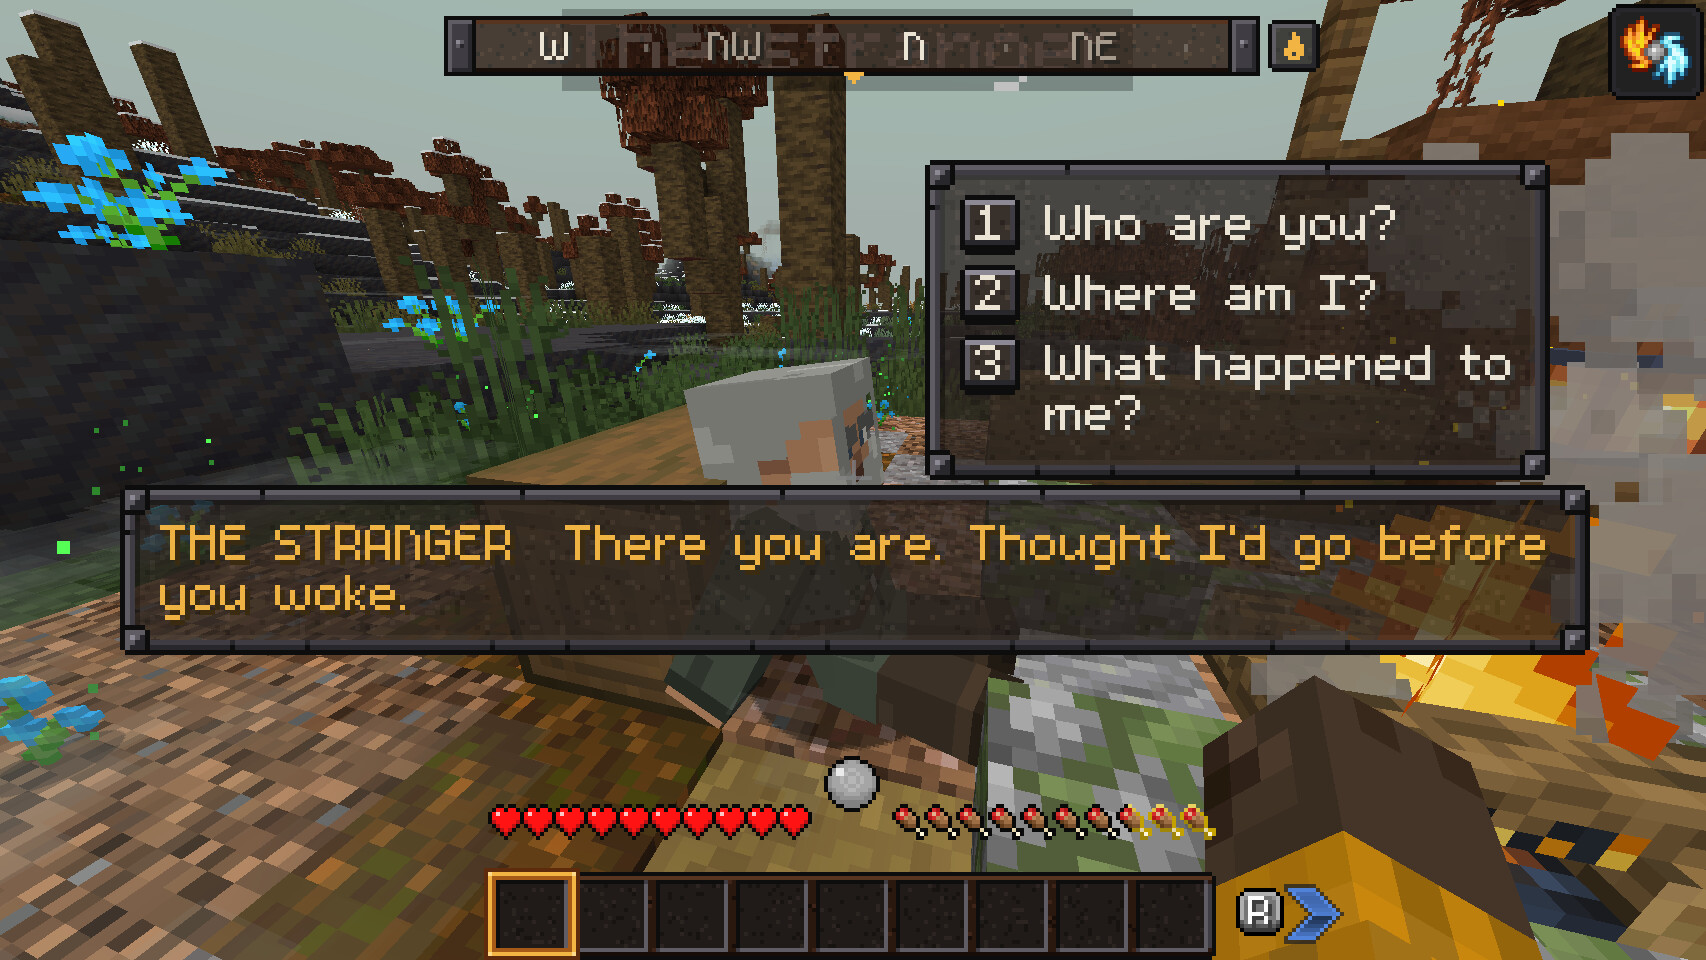 W NW N NE
1 Who are you?
2 Where am I?
3 What happened to
me?
THE STRANGER There you are. Thought I'd go before
you woke.
R